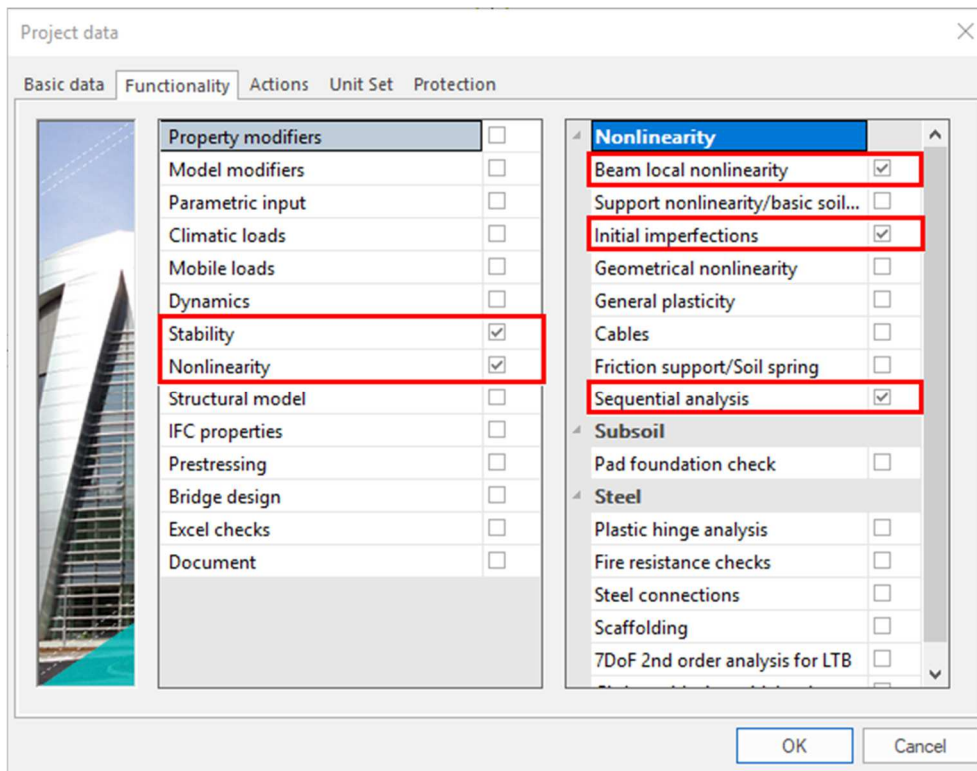 Project data
Basic data Functionality Actions Unit Set Protection
Property modifiers
Model modifiers
Parametric input
Climatic loads
Mobile loads
Dynamics
Stability
Nonlinearity
Structural model
IFC properties
Prestressing
Bridge design
Excel checks
Document
Nonlinearity
Beam local nonlinearity
Support nonlinearity/basic soil...
Initial imperfections
Geometrical nonlinearity
General plasticity
Cables
Friction support/Soil spring
Sequential analysis
Subsoil
Pad foundation check
Steel
Plastic hinge analysis
Fire resistance checks
Steel connections
Scaffolding
7DoF 2nd order analysis for LTB
OK Cancel